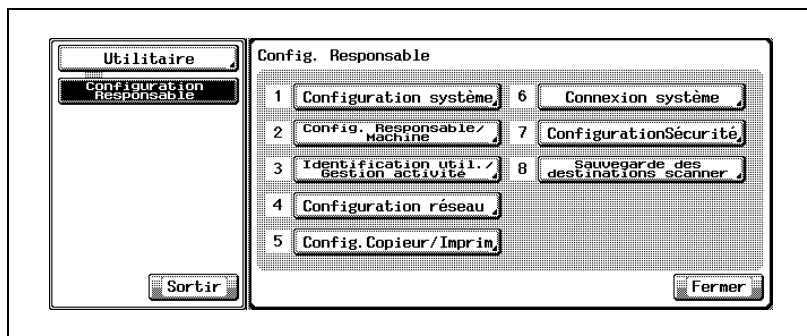 Utilitaire
Configuration
Responsable
Sortir
Config. Responsable
1 Configuration système
2 Config. Responsable/
Machine
3 Identification util./
Gestion activité
4 Configuration réseau
5 Config.Copieur/Imprim
6 Connexion système
7 ConfigurationSécurité
8 Sauvegarde des
destinations scanner
Fermer